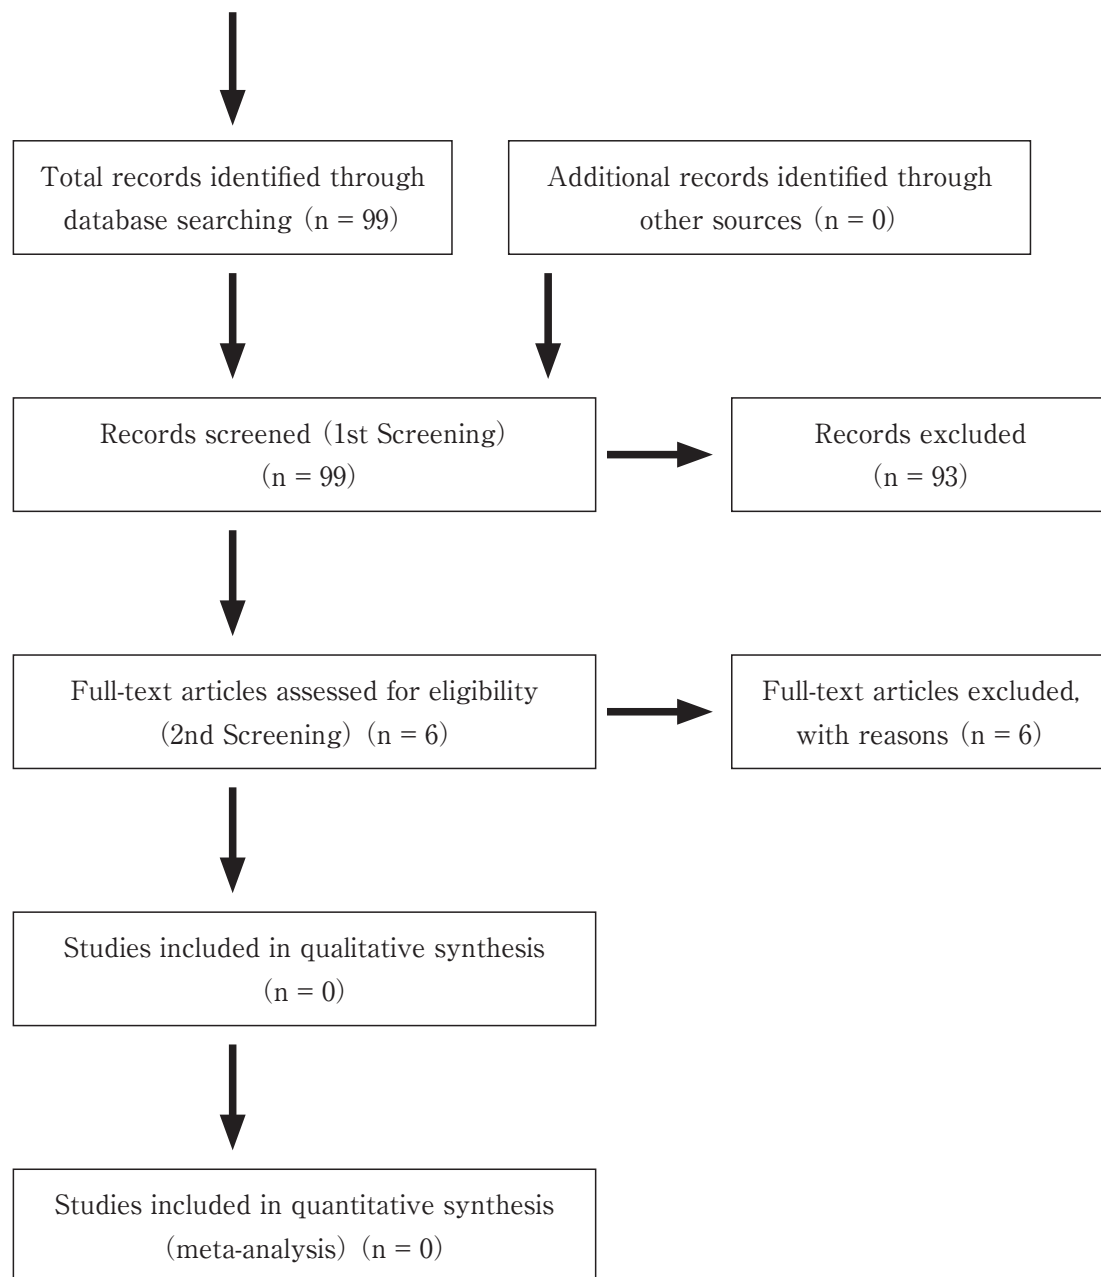 Total records identified through
database searching (n = 99)
Additional records identified through
other sources (n = 0)
Records screened (1st Screening)
(n = 99)
Records excluded
(n = 93)
Full-text articles assessed for eligibility
(2nd Screening) (n = 6)
Full-text articles excluded,
with reasons (n = 6)
Studies included in qualitative synthesis
(n = 0)
Studies included in quantitative synthesis
(meta-analysis) (n = 0)